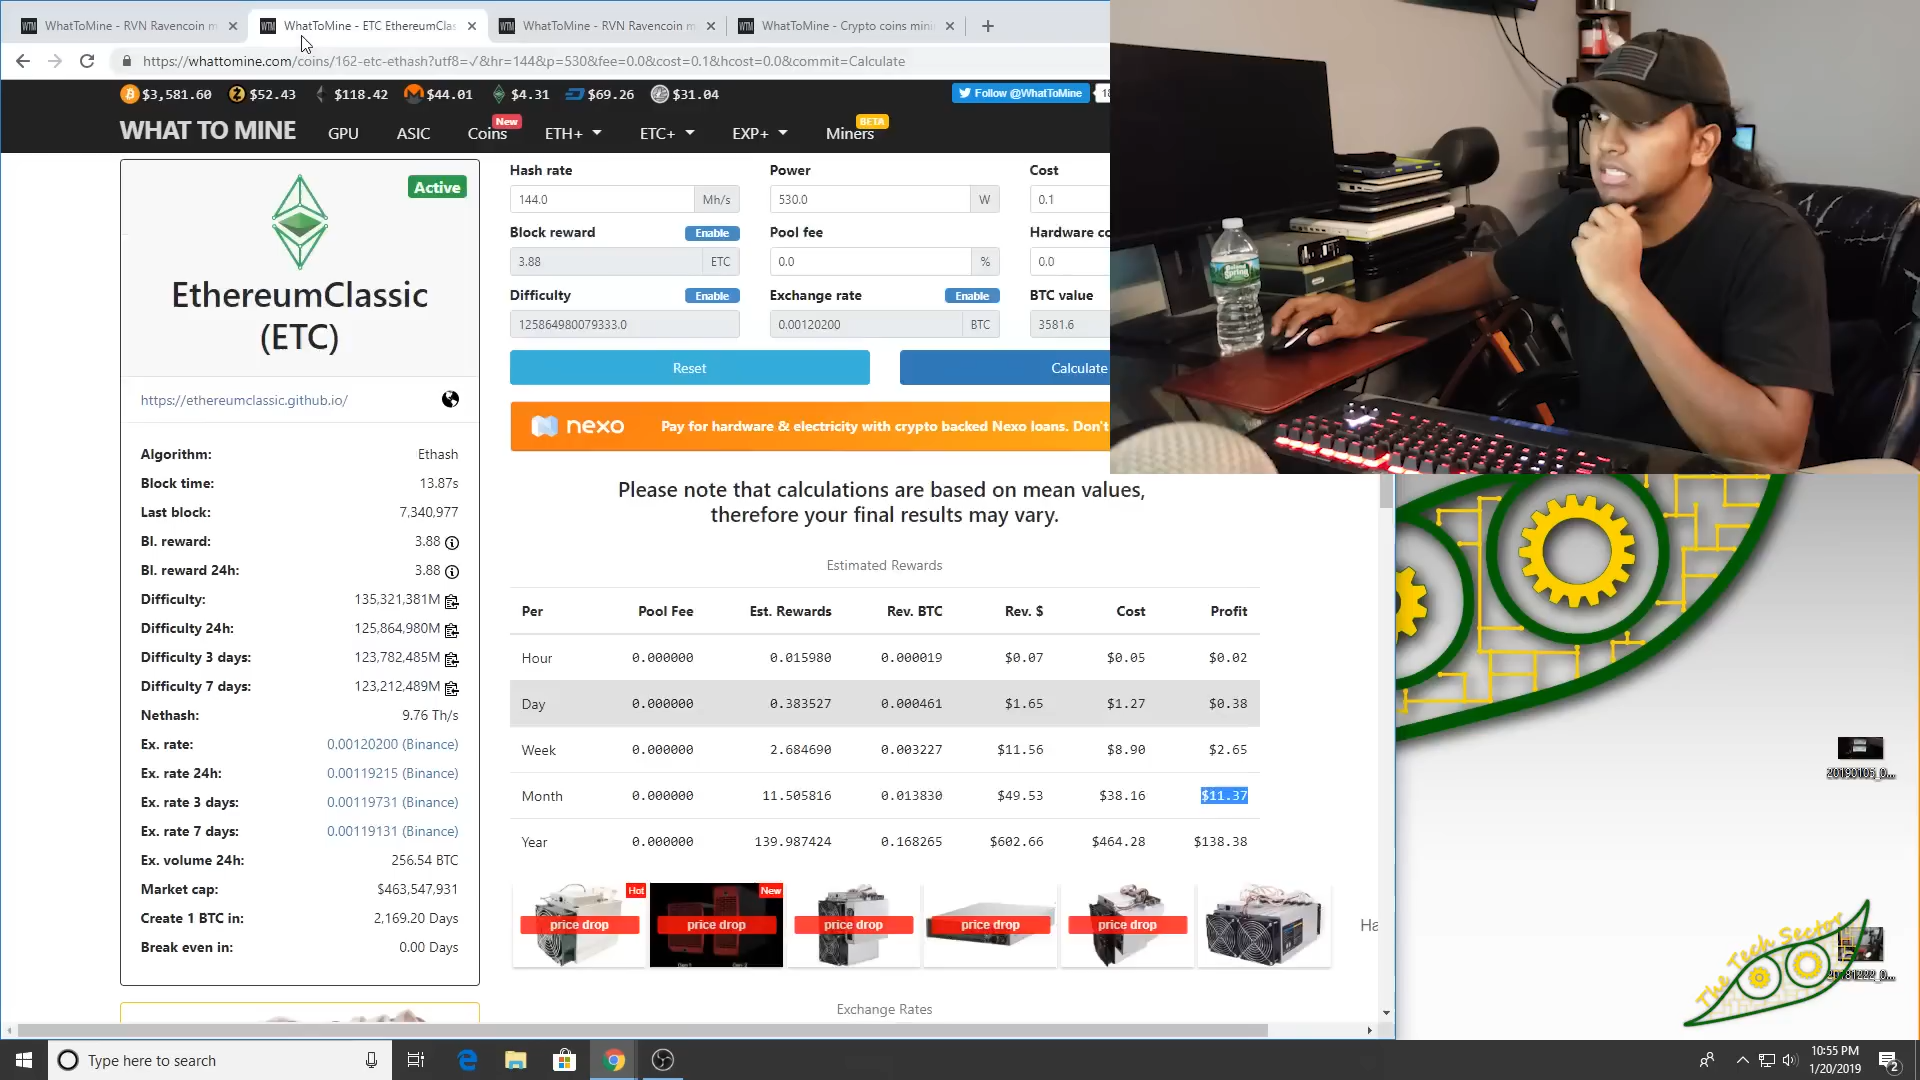 WhatToMine - RVN Ravencoin m
WhatToMine - ETC EthereumClas
WhatToMine - RVN Ravencoin m
WhatToMine - Crypto coins mini
https://whattomine.com/coins/162-etc-ethash?utf8=✓&hr=144&p=530&fee=0.0&cost=0.1&hcost=0.0&commit=Calculate
$3,581.60 $52.43 $118.42 $44.01 $4.31 $69.26 $31.04
Follow @WhatToMine
WHAT TO MINE GPU ASIC Coins New ETH+ ETC+ EXP+ Miners BETA
Active
EthereumClassic
(ETC)
https://ethereumclassic.github.io/
Algorithm: Ethash
Block time: 13.87s
Last block: 7,340,977
Bl. reward: 3.88
Bl. reward 24h: 3.88
Difficulty: 135,321,381M
Difficulty 24h: 125,864,980M
Difficulty 3 days: 123,782,485M
Difficulty 7 days: 123,212,489M
Nethash: 9.76 Th/s
Ex. rate: 0.00120200 (Binance)
Ex. rate 24h: 0.00119215 (Binance)
Ex. rate 3 days: 0.00119731 (Binance)
Ex. rate 7 days: 0.00119131 (Binance)
Ex. volume 24h: 256.54 BTC
Market cap: $463,547,931
Create 1 BTC in: 2,169.20 Days
Break even in: 0.00 Days
Hash rate Power Cost
144.0 Mh/s 530.0 W 0.1
Block reward Enable Pool fee Hardware co
3.88 ETC 0.0 % 0.0
Difficulty Enable Exchange rate Enable BTC value
125864980079333.0 0.00120200 BTC 3581.6
Reset Calculate
nexo Pay for hardware & electricity with crypto backed Nexo loans. Don't
Please note that calculations are based on mean values,
therefore your final results may vary.
Estimated Rewards
Per Pool Fee Est. Rewards Rev. BTC Rev. $ Cost Profit
Hour 0.000000 0.015980 0.000019 $0.07 $0.05 $0.02
Day 0.000000 0.383527 0.000461 $1.65 $1.27 $0.38
Week 0.000000 2.684690 0.003227 $11.56 $8.90 $2.65
Month 0.000000 11.505816 0.013830 $49.53 $38.16 $11.37
Year 0.000000 139.987424 0.168265 $602.66 $464.28 $138.38
Hot New
price drop price drop price drop price drop price drop
Ha
Exchange Rates
20190105_0...
20181222_0...
The Tech Sector
Type here to search
10:55 PM
1/20/2019
2